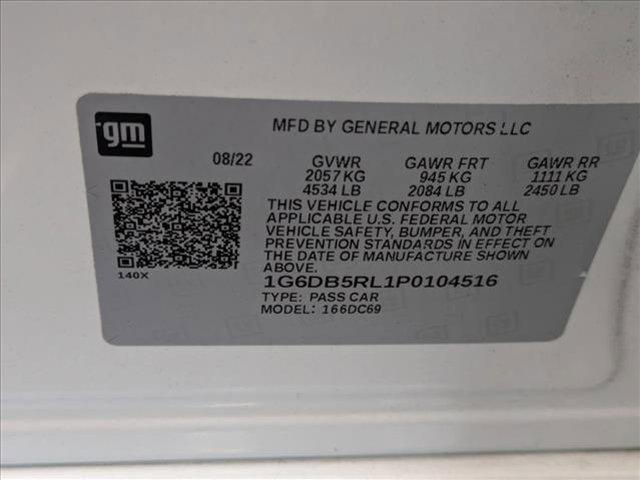 gm
MFD BY GENERAL MOTORS LLC
08/22 GVWR GAWR FRT GAWR RR
2057 KG 945 KG 1111 KG
4534 LB 2084 LB 2450 LB
THIS VEHICLE CONFORMS TO ALL
APPLICABLE U.S. FEDERAL MOTOR
VEHICLE SAFETY, BUMPER, AND THEFT
PREVENTION STANDARDS IN EFFECT ON
THE DATE OF MANUFACTURE SHOWN
ABOVE.
140X
1G6DB5RL1P0104516
TYPE: PASS CAR
MODEL: 166DC69